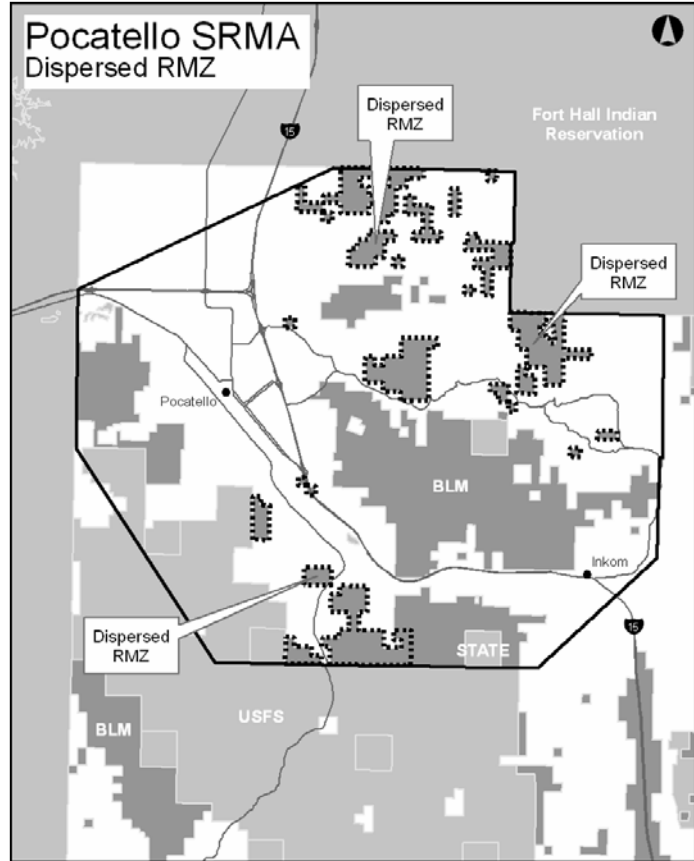 Pocatello SRMA
Dispersed RMZ
Dispersed
RMZ
15
Fort Hall Indian
Reservation
Dispersed
RMZ
Pocatello
BLM
Inkom
Dispersed
RMZ
15
STATE
USFS
BLM